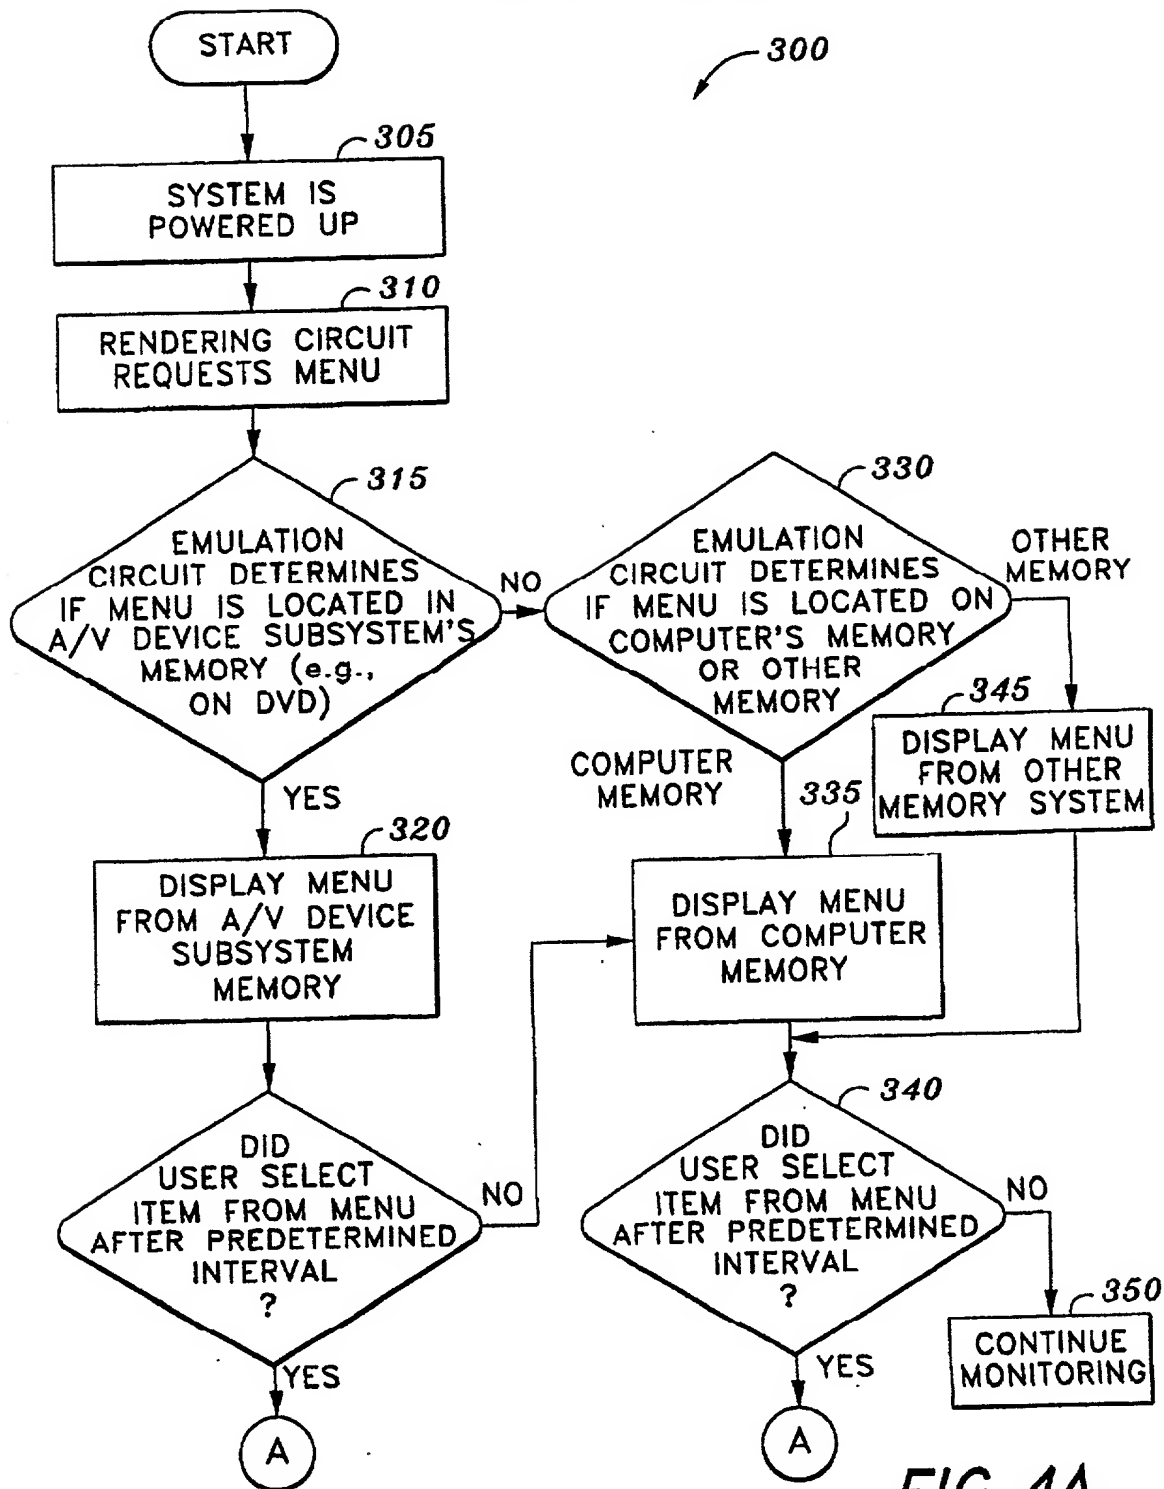 START
300
305
SYSTEM IS
POWERED UP
310
RENDERING CIRCUIT
REQUESTS MENU
315
EMULATION
CIRCUIT DETERMINES
IF MENU IS LOCATED IN
A/V DEVICE SUBSYSTEM'S
MEMORY (e.g.,
ON DVD)
NO
YES
330
EMULATION
CIRCUIT DETERMINES
IF MENU IS LOCATED ON
COMPUTER'S MEMORY
OR OTHER
MEMORY
OTHER
MEMORY
COMPUTER
MEMORY
345
DISPLAY MENU
FROM OTHER
MEMORY SYSTEM
320
DISPLAY MENU
FROM A/V DEVICE
SUBSYSTEM
MEMORY
335
DISPLAY MENU
FROM COMPUTER
MEMORY
DID
USER SELECT
ITEM FROM MENU
AFTER PREDETERMINED
INTERVAL
?
NO
YES
A
340
DID
USER SELECT
ITEM FROM MENU
AFTER PREDETERMINED
INTERVAL
?
NO
YES
A
350
CONTINUE
MONITORING
FIG. 4A